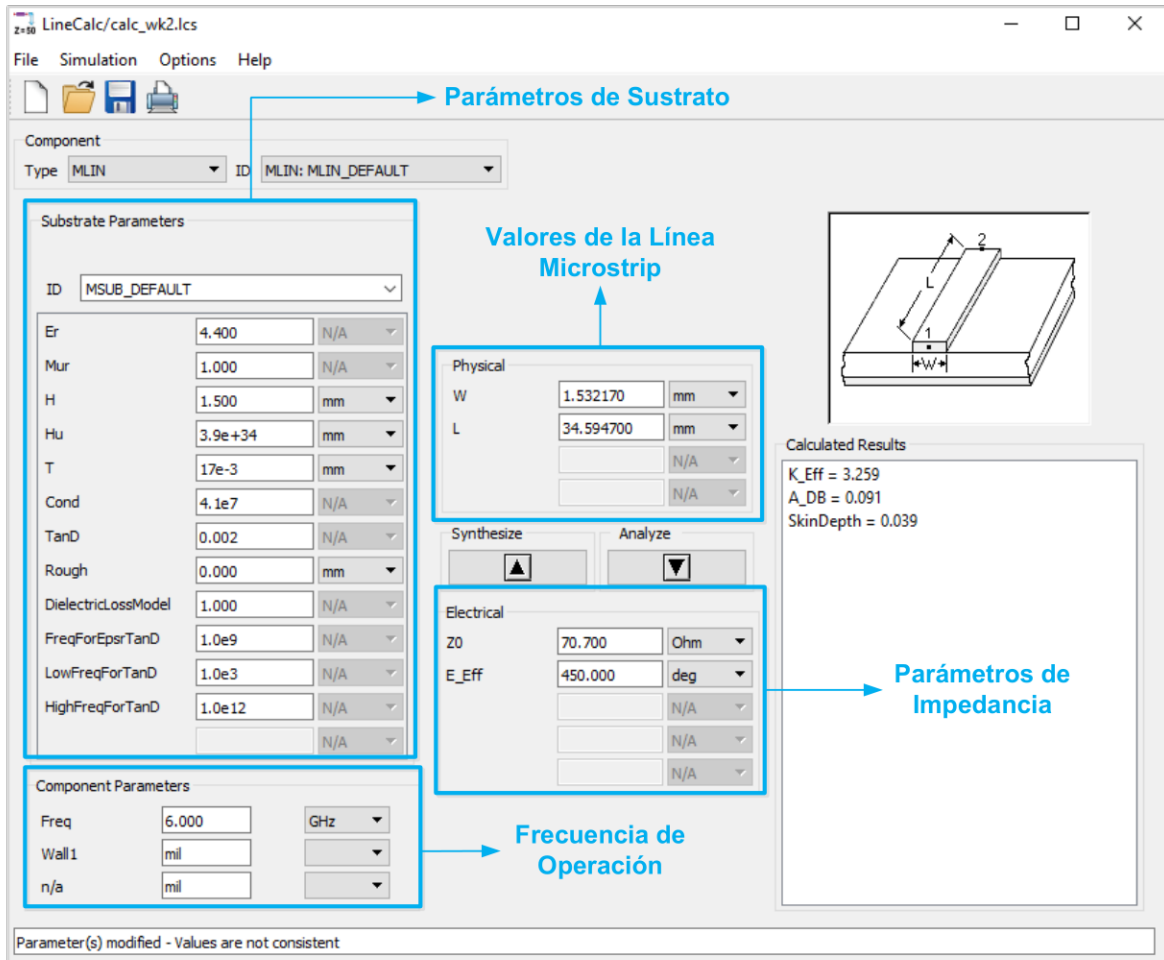 Z=50 LineCalc/calc_wk2.lcs
File Simulation Options Help
Parámetros de Sustrato
Component
Type MLIN ID MLIN: MLIN_DEFAULT
Substrate Parameters
ID MSUB_DEFAULT
Er 4.400 N/A
Mur 1.000 N/A
H 1.500 mm
Hu 3.9e+34 mm
T 17e-3 mm
Cond 4.1e7 N/A
TanD 0.002 N/A
Rough 0.000 mm
DielectricLossModel 1.000 N/A
FreqForEpsrTanD 1.0e9 N/A
LowFreqForTanD 1.0e3 N/A
HighFreqForTanD 1.0e12 N/A
N/A
Component Parameters
Freq 6.000 GHz
Wall1 mil
n/a mil
Valores de la Línea
Microstrip
Physical
W 1.532170 mm
L 34.594700 mm
N/A
N/A
Synthesize Analyze
Electrical
Z0 70.700 Ohm
E_Eff 450.000 deg
N/A
N/A
N/A
Frecuencia de
Operación
2
L
1
W
Calculated Results
K_Eff = 3.259
A_DB = 0.091
SkinDepth = 0.039
Parámetros de
Impedancia
Parameter(s) modified - Values are not consistent